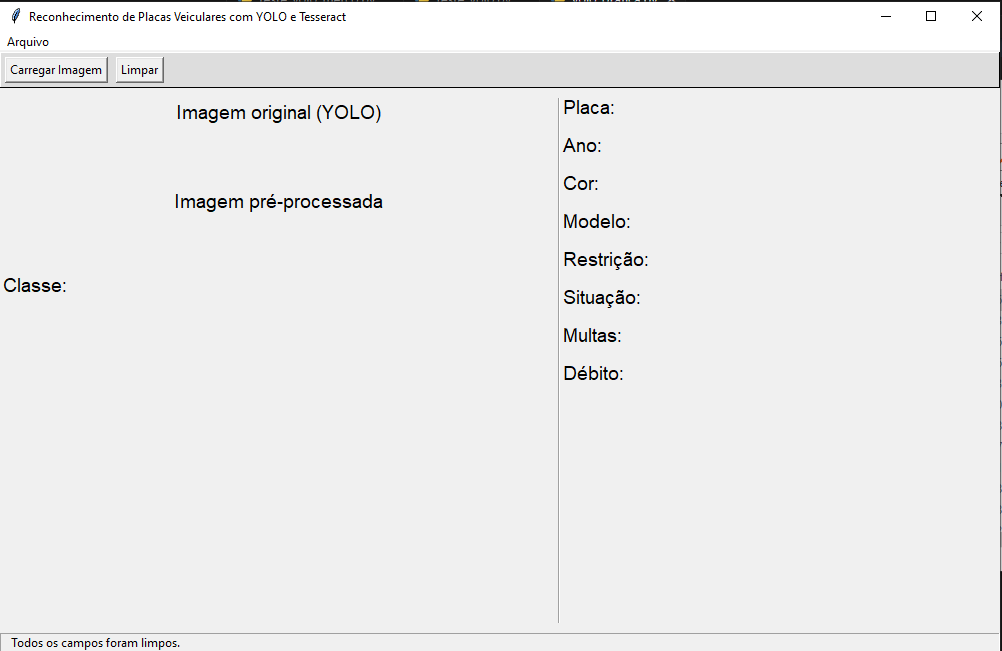 Reconhecimento de Placas Veiculares com YOLO e Tesseract
Arquivo
Carregar Imagem Limpar
Imagem original (YOLO)
Imagem pré-processada
Classe:
Placa:
Ano:
Cor:
Modelo:
Restrição:
Situação:
Multas:
Débito:
Todos os campos foram limpos.